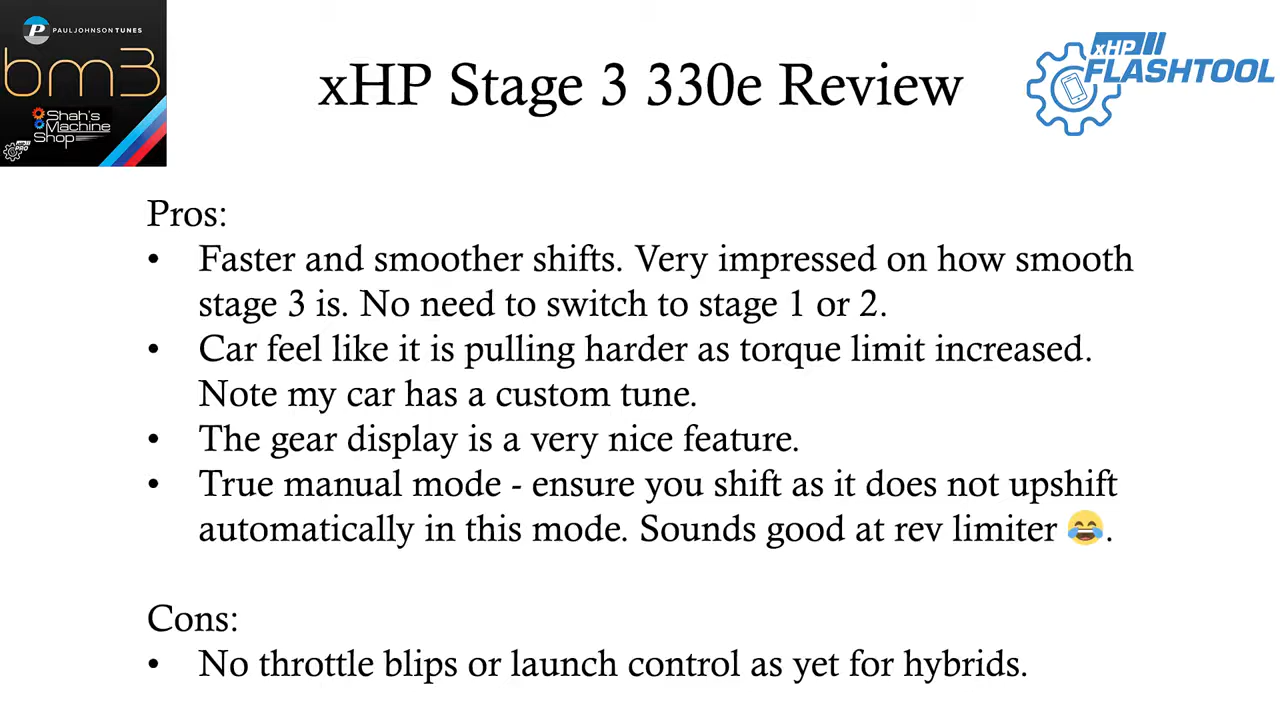 PAULJOHNSONTUNES
bm3
Shah's
Machine
Shop
xHP
PRO
xHP Stage 3 330e Review
xHP
FLASHTOOL
Pros:
• Faster and smoother shifts. Very impressed on how smooth
stage 3 is. No need to switch to stage 1 or 2.
• Car feel like it is pulling harder as torque limit increased.
Note my car has a custom tune.
• The gear display is a very nice feature.
• True manual mode - ensure you shift as it does not upshift
automatically in this mode. Sounds good at rev limiter 😂.
Cons:
• No throttle blips or launch control as yet for hybrids.